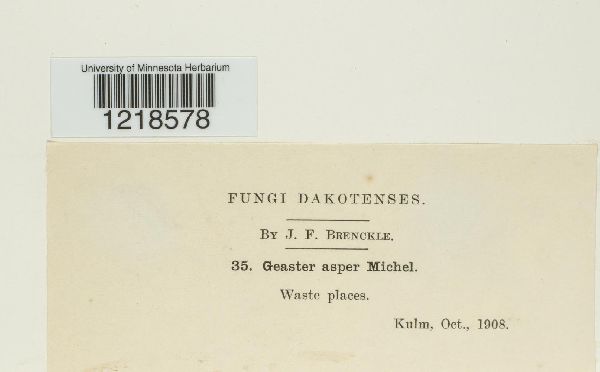 University of Minnesota Herbarium
1218578
FUNGI DAKOTENSES.
By J. F. Brenckle.
35. Geaster asper Michel.
Waste places.
Kulm, Oct., 1908.